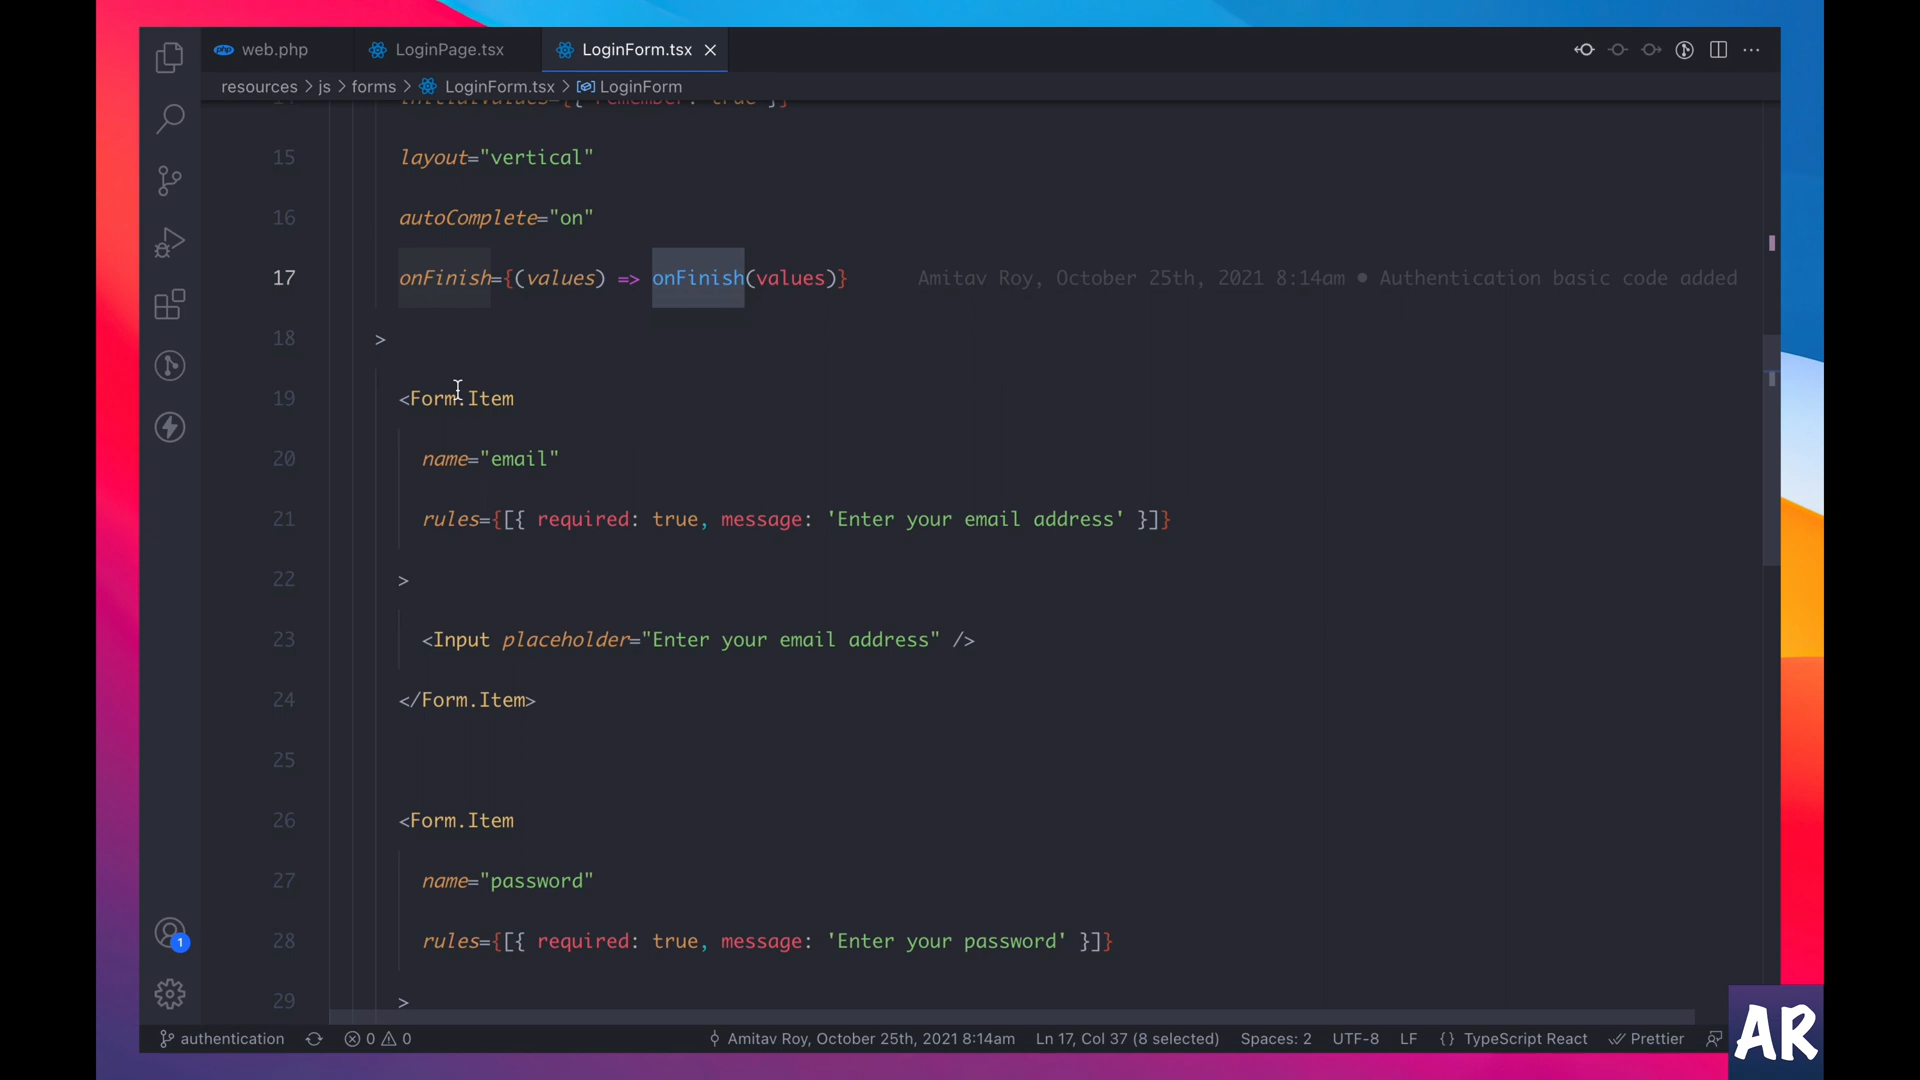 web.php
LoginPage.tsx
LoginForm.tsx
resources > js > forms > LoginForm.tsx > LoginForm
initialValues={{ remember: true }}
15 layout="vertical"
16 autoComplete="on"
17 onFinish={(values) => onFinish(values)} Amitav Roy, October 25th, 2021 8:14am • Authentication basic code added
18 >
19 <Form.Item
20 name="email"
21 rules={[{ required: true, message: 'Enter your email address' }]}
22 >
23 <Input placeholder="Enter your email address" />
24 </Form.Item>
25
26 <Form.Item
27 name="password"
28 rules={[{ required: true, message: 'Enter your password' }]}
29 >
1
authentication 0 0 Amitav Roy, October 25th, 2021 8:14am Ln 17, Col 37 (8 selected) Spaces: 2 UTF-8 LF {} TypeScript React Prettier
AR